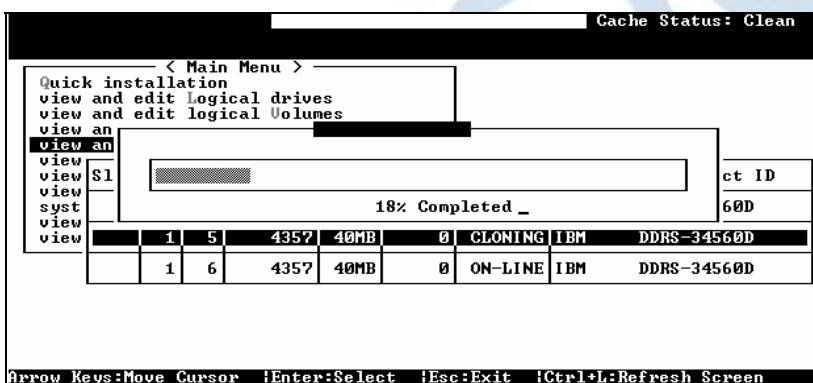 Cache Status: Clean
< Main Menu >
Quick installation
view and edit Logical drives
view and edit logical Volumes
view an
view an
view
view Sl ct ID
view
syst 18% Completed _ 60D
view
view 1 5 4357 40MB 0 CLONING IBM DDRS-34560D
1 6 4357 40MB 0 ON-LINE IBM DDRS-34560D
Arrow Keys:Move Cursor |Enter:Select |Esc:Exit |Ctrl+L:Refresh Screen